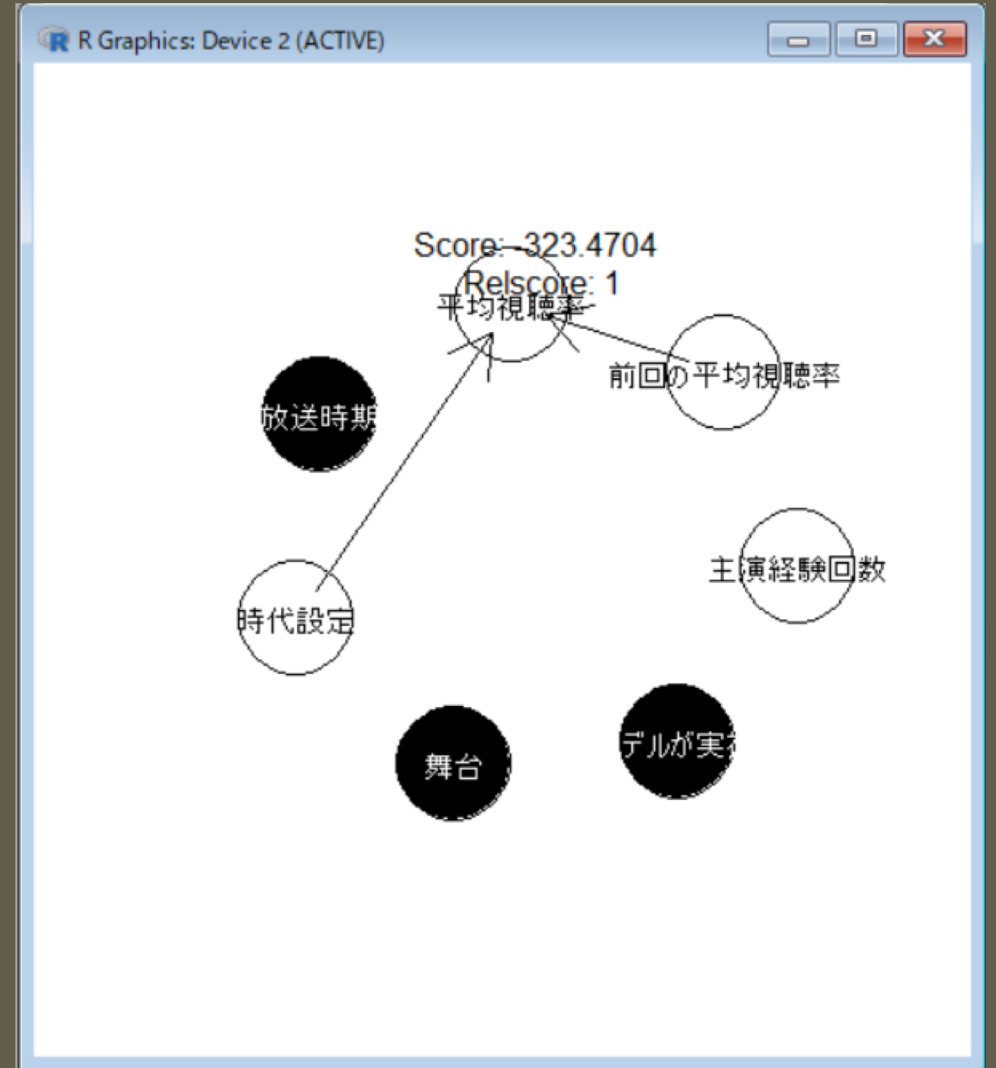 R Graphics: Device 2 (ACTIVE)
Score: -323.4704
Relscore: 1
平均視聴率
前回の平均視聴率
放送時期
主演経験回数
時代設定
舞台
デルが実